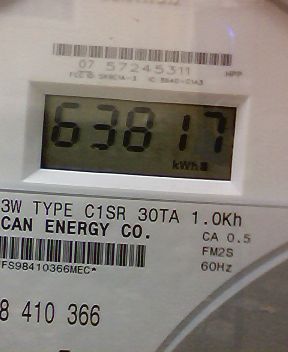 07 57245311 HPP
63817
kWh
3W TYPE C1SR 30TA 1.0Kh
CAN ENERGY CO.
CA 0.5
FM2S
60Hz
FS98410366MEC*
8 410 366